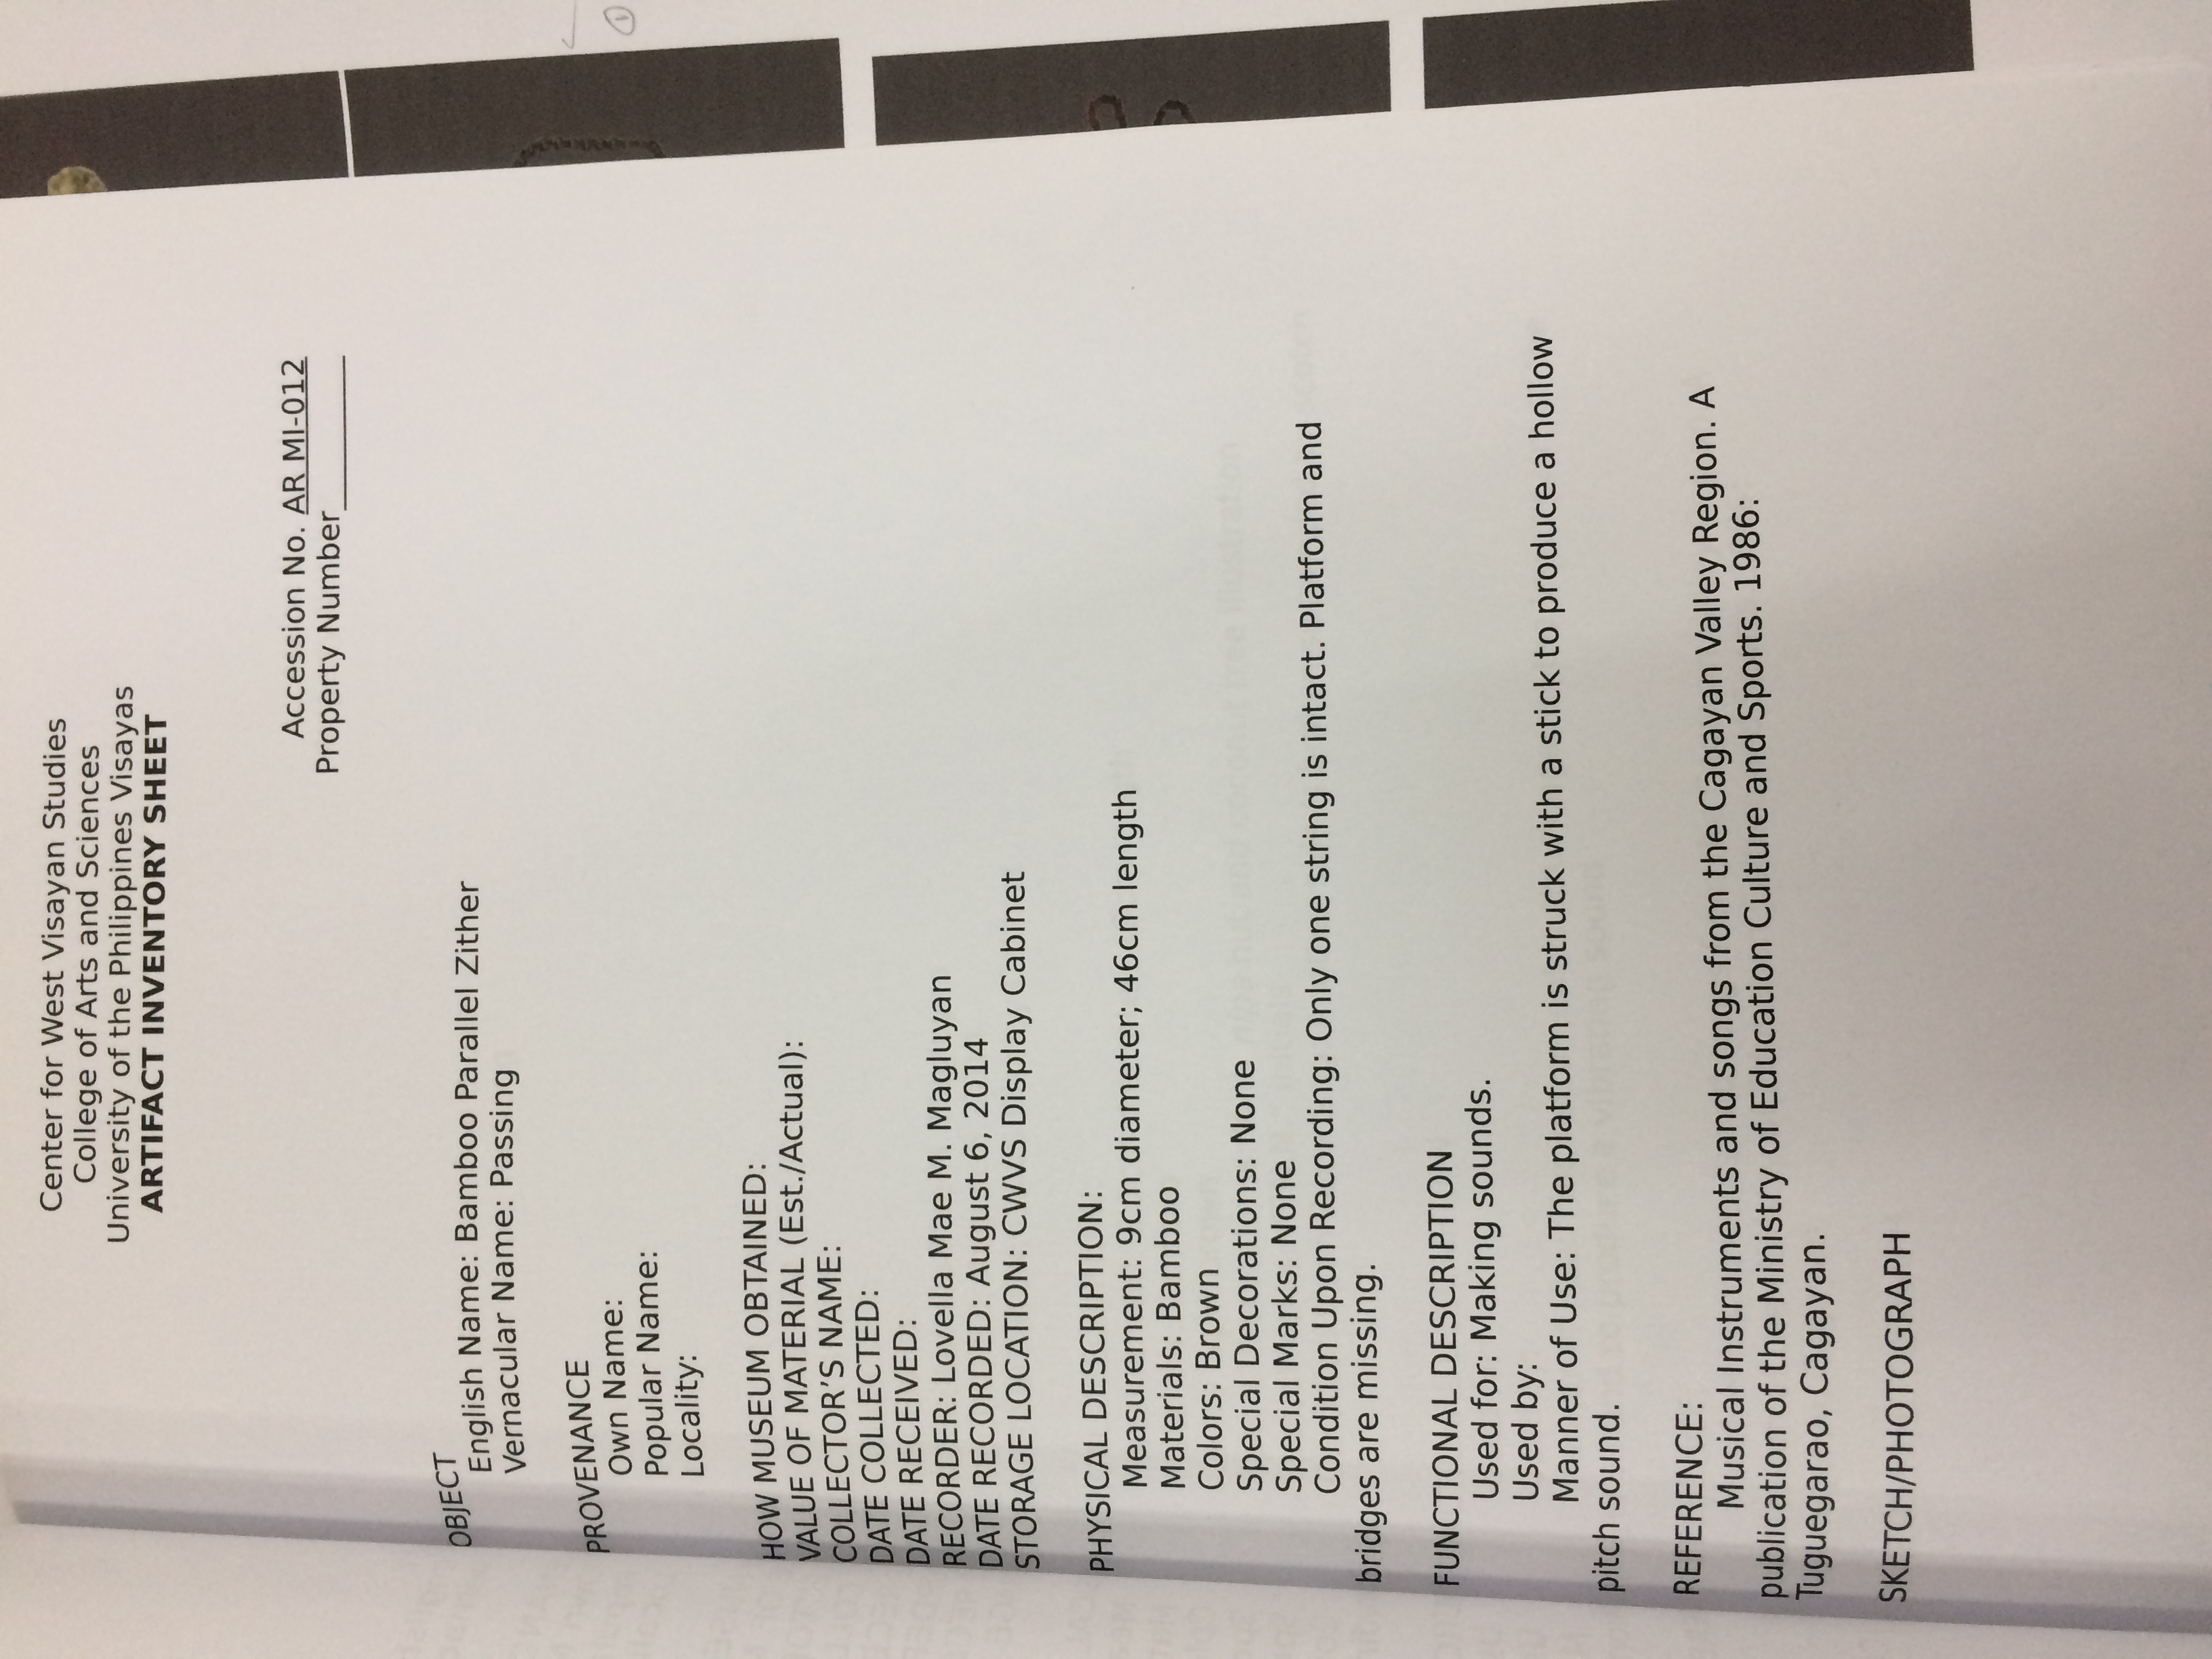 Center for West Visayan Studies
College of Arts and Sciences
University of the Philippines Visayas
ARTIFACT INVENTORY SHEET
Accession No. AR MI-012
Property Number__________
OBJECT
English Name: Bamboo Parallel Zither
Vernacular Name: Passing
PROVENANCE
Own Name:
Popular Name:
Locality:
HOW MUSEUM OBTAINED:
VALUE OF MATERIAL (Est./Actual):
COLLECTOR'S NAME:
DATE COLLECTED:
DATE RECEIVED:
RECORDER: Lovella Mae M. Magluyan
DATE RECORDED: August 6, 2014
STORAGE LOCATION: CWVS Display Cabinet
PHYSICAL DESCRIPTION:
Measurement: 9cm diameter; 46cm length
Materials: Bamboo
Colors: Brown
Special Decorations: None
Special Marks: None
Condition Upon Recording: Only one string is intact. Platform and
bridges are missing.
FUNCTIONAL DESCRIPTION
Used for: Making sounds.
Used by:
Manner of Use: The platform is struck with a stick to produce a hollow
pitch sound.
REFERENCE:
Musical Instruments and songs from the Cagayan Valley Region. A
publication of the Ministry of Education Culture and Sports. 1986:
Tuguegarao, Cagayan.
SKETCH/PHOTOGRAPH